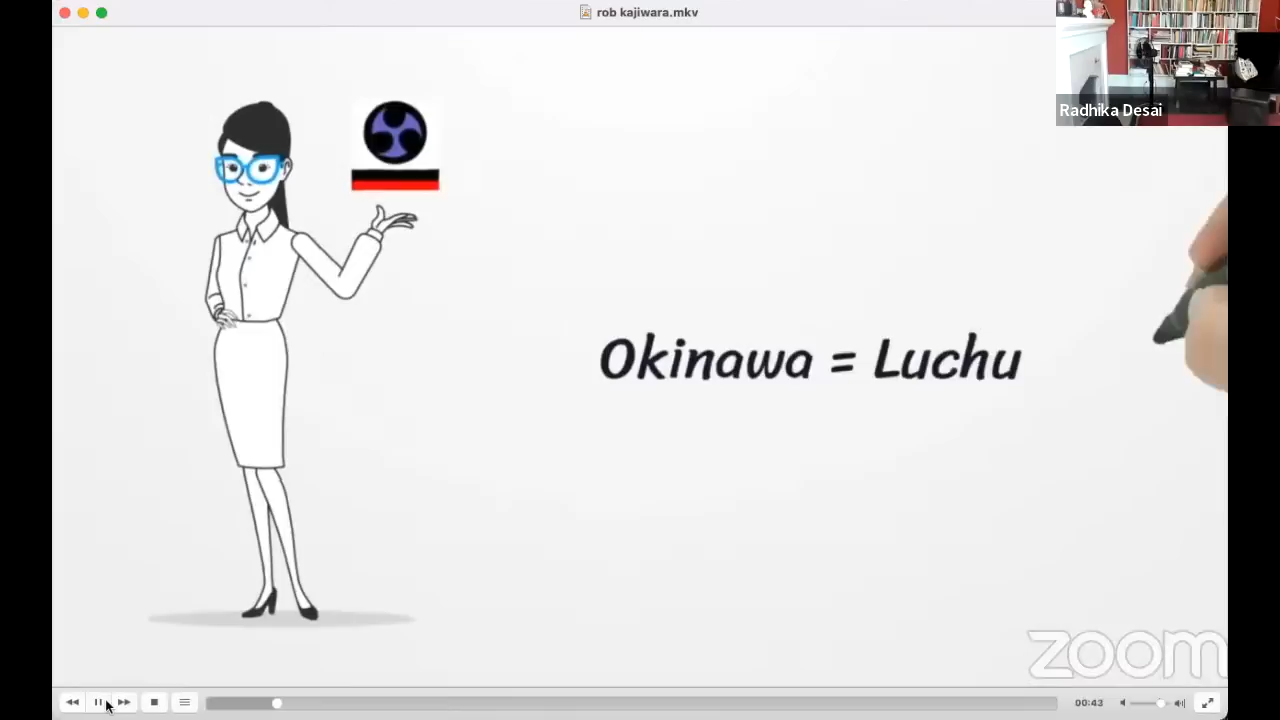 rob kajiwara.mkv
Radhika Desai
Okinawa = Luchu
zoom
00:43